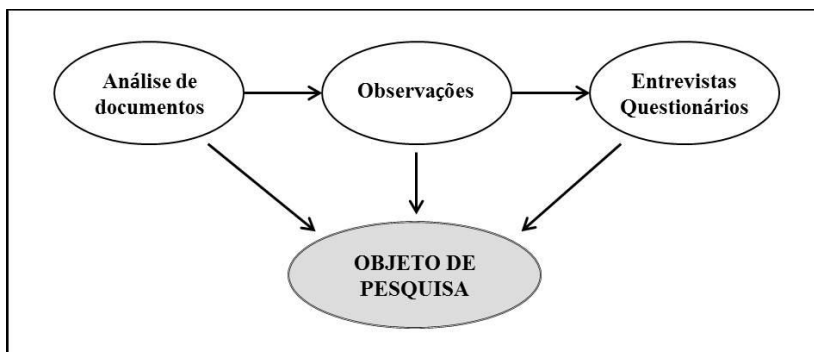 Análise de
documentos
Observações
Entrevistas
Questionários
OBJETO DE
PESQUISA